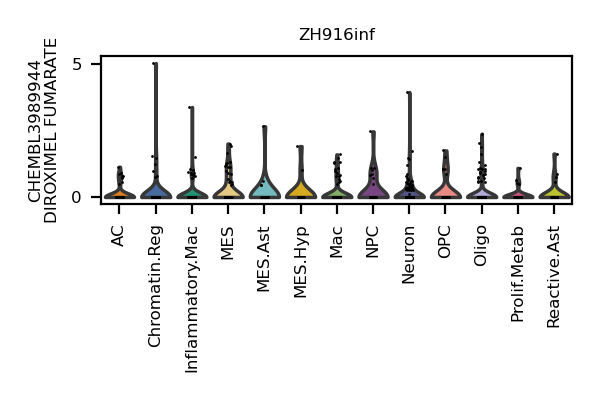 ZH916inf
CHEMBL3989944
DIROXIMEL FUMARATE
5
0
AC
Chromatin.Reg
Inflammatory.Mac
MES
MES.Ast
MES.Hyp
Mac
NPC
Neuron
OPC
Oligo
Prolif.Metab
Reactive.Ast